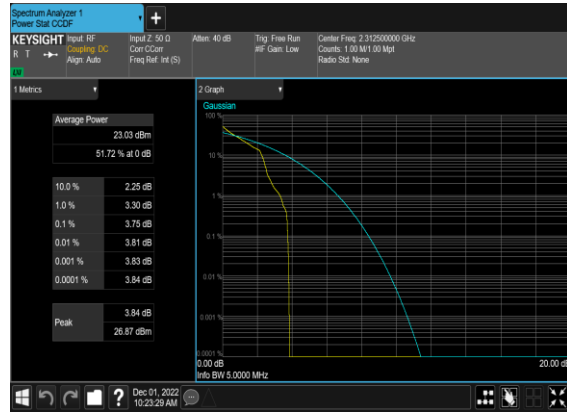 Spectrum Analyzer 1
Power Stat CCDF
KEYSIGHT
R T
Input: RF
Coupling: DC
Align: Auto
Input Z: 50 Ω
Corr CCorr
Freq Ref: Int (S)
Atten: 40 dB
Trig: Free Run
#IF Gain: Low
Center Freq: 2.312500000 GHz
Counts: 1.00 M/1.00 Mpt
Radio Std: None
1 Metrics
Average Power
23.03 dBm
51.72 % at 0 dB
10.0 % 2.25 dB
1.0 % 3.30 dB
0.1 % 3.75 dB
0.01 % 3.81 dB
0.001 % 3.83 dB
0.0001 % 3.84 dB
Peak
3.84 dB
26.87 dBm
2 Graph
Gaussian
100 %
10 %
1 %
0.1 %
0.01 %
0.001 %
0.0001 %
0.00 dB
20.00 dB
Info BW 5.0000 MHz
?
Dec 01, 2022
10:23:29 AM